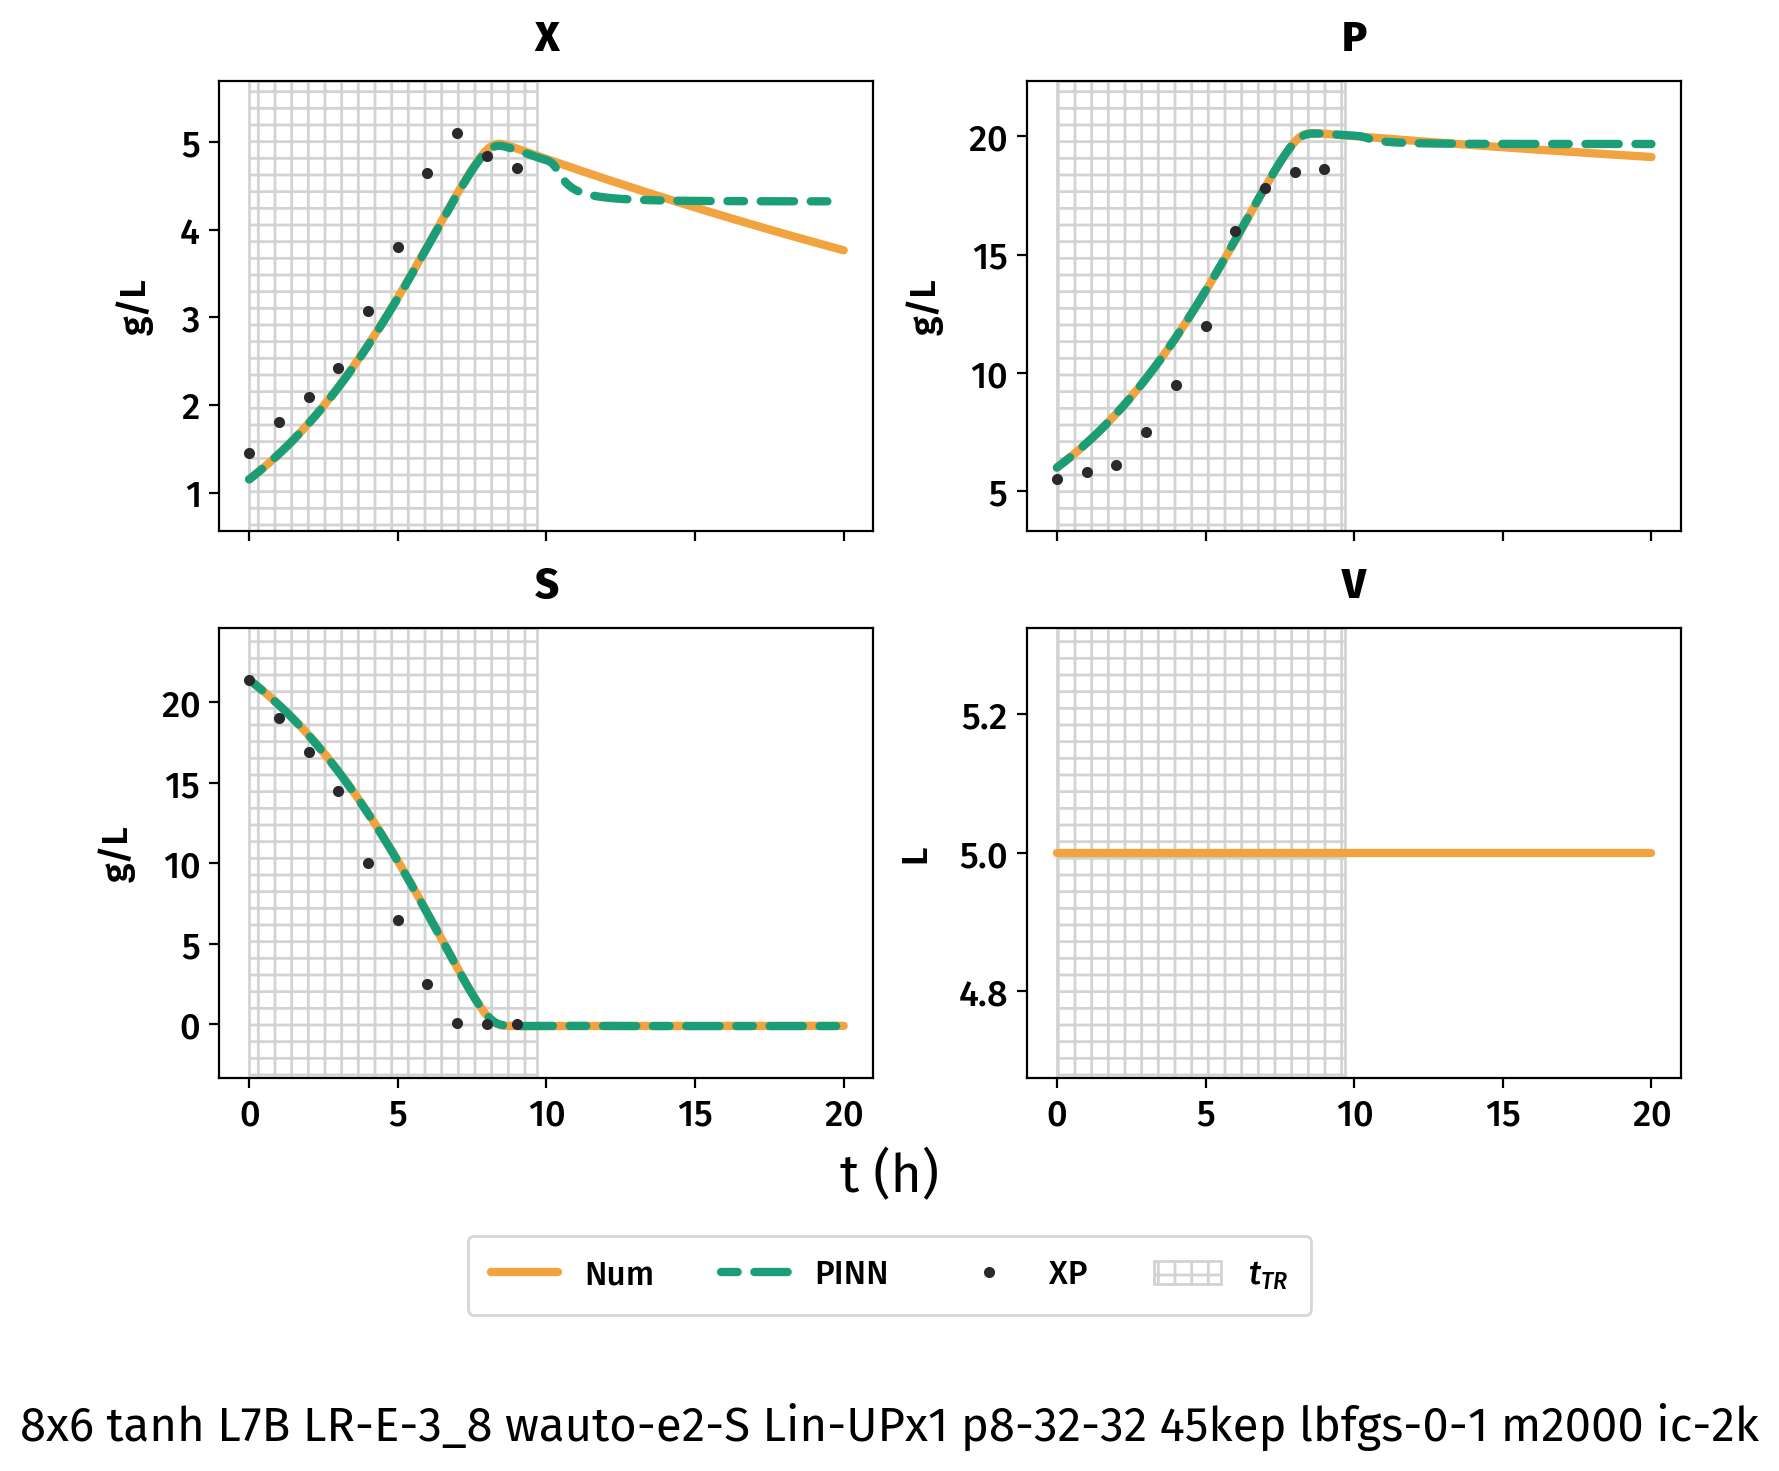 X
P
g/L
5
4
3
2
1
g/L
20
15
10
5
S
V
g/L
20
15
10
5
0
0 5 10 15 20
L
5.2
5.0
4.8
0 5 10 15 20
t (h)
Num PINN XP tTR
8x6 tanh L7B LR-E-3_8 wauto-e2-S Lin-UPx1 p8-32-32 45kep lbfgs-0-1 m2000 ic-2k